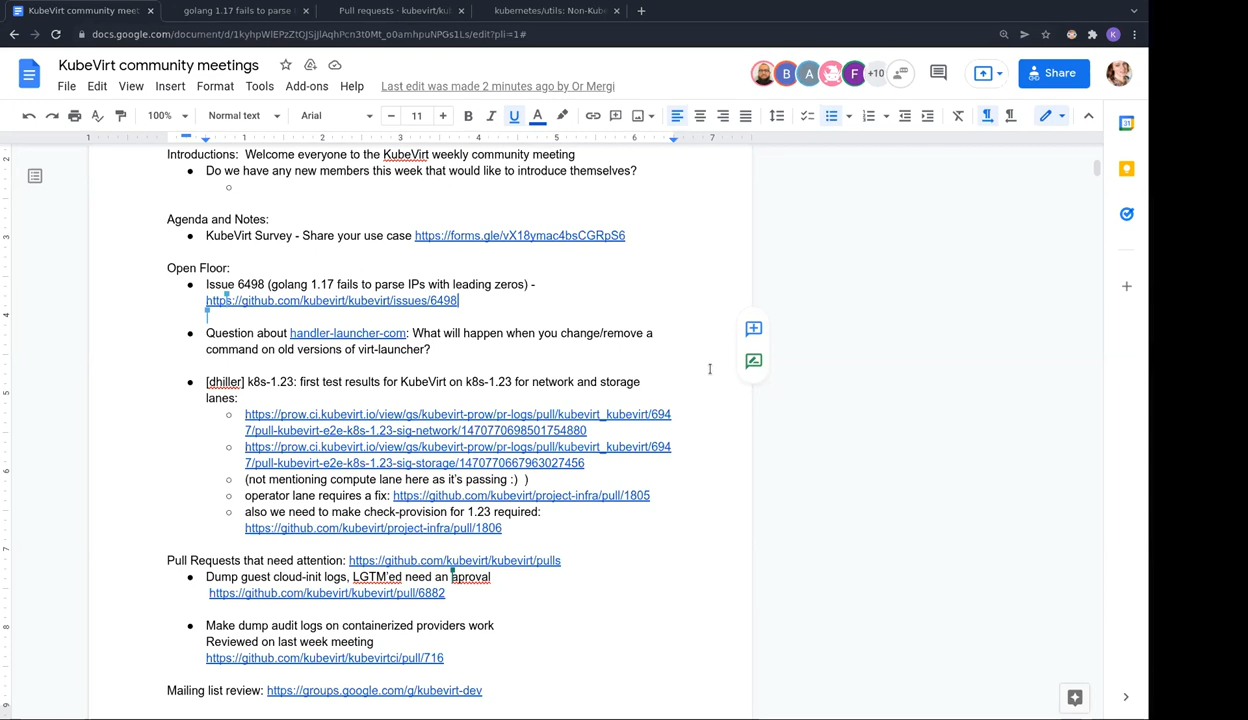 KubeVirt community meet
golang 1.17 fails to parse
Pull requests · kubevirt/ku
kubernetes/utils: Non-Kube
docs.google.com/document/d/1kyhpWlEPzZtQJSjJlAqhPcn3t0Mt_o0amhpuNPGs1Ls/edit?pli=1#
K
KubeVirt community meetings
File Edit View Insert Format Tools Add-ons Help Last edit was made 2 minutes ago by Or Mergi
B A F +10
Share
100% Normal text Arial 11 B I U A
1 1 2 3 4 5 6 7
Introductions: Welcome everyone to the KubeVirt weekly community meeting
● Do we have any new members this week that would like to introduce themselves?
○
Agenda and Notes:
● KubeVirt Survey - Share your use case https://forms.gle/vX18ymac4bsCGRpS6
Open Floor:
● Issue 6498 (golang 1.17 fails to parse IPs with leading zeros) -
https://github.com/kubevirt/kubevirt/issues/6498
● Question about handler-launcher-com: What will happen when you change/remove a
command on old versions of virt-launcher?
● [dhiller] k8s-1.23: first test results for KubeVirt on k8s-1.23 for network and storage
lanes:
○ https://prow.ci.kubevirt.io/view/gs/kubevirt-prow/pr-logs/pull/kubevirt_kubevirt/694
7/pull-kubevirt-e2e-k8s-1.23-sig-network/1470770698501754880
○ https://prow.ci.kubevirt.io/view/gs/kubevirt-prow/pr-logs/pull/kubevirt_kubevirt/694
7/pull-kubevirt-e2e-k8s-1.23-sig-storage/1470770667963027456
○ (not mentioning compute lane here as it's passing :) )
○ operator lane requires a fix: https://github.com/kubevirt/project-infra/pull/1805
○ also we need to make check-provision for 1.23 required:
https://github.com/kubevirt/project-infra/pull/1806
Pull Requests that need attention: https://github.com/kubevirt/kubevirt/pulls
● Dump guest cloud-init logs, LGTM'ed need an aproval
https://github.com/kubevirt/kubevirt/pull/6882
● Make dump audit logs on containerized providers work
Reviewed on last week meeting
https://github.com/kubevirt/kubevirtci/pull/716
Mailing list review: https://groups.google.com/g/kubevirt-dev